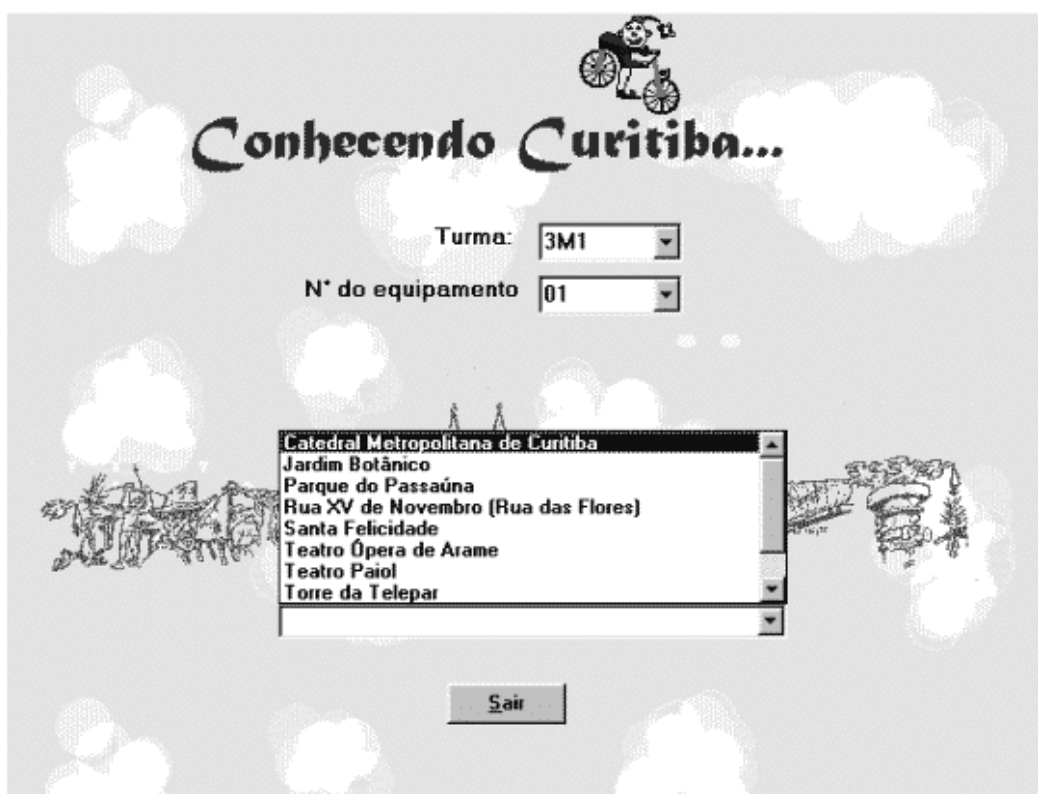 Conhecendo Curitiba...
Turma: 3M1
N° do equipamento 01
Catedral Metropolitana de Curitiba
Jardim Botânico
Parque do Passaúna
Rua XV de Novembro (Rua das Flores)
Santa Felicidade
Teatro Ópera de Arame
Teatro Paiol
Torre da Telepar
Sair